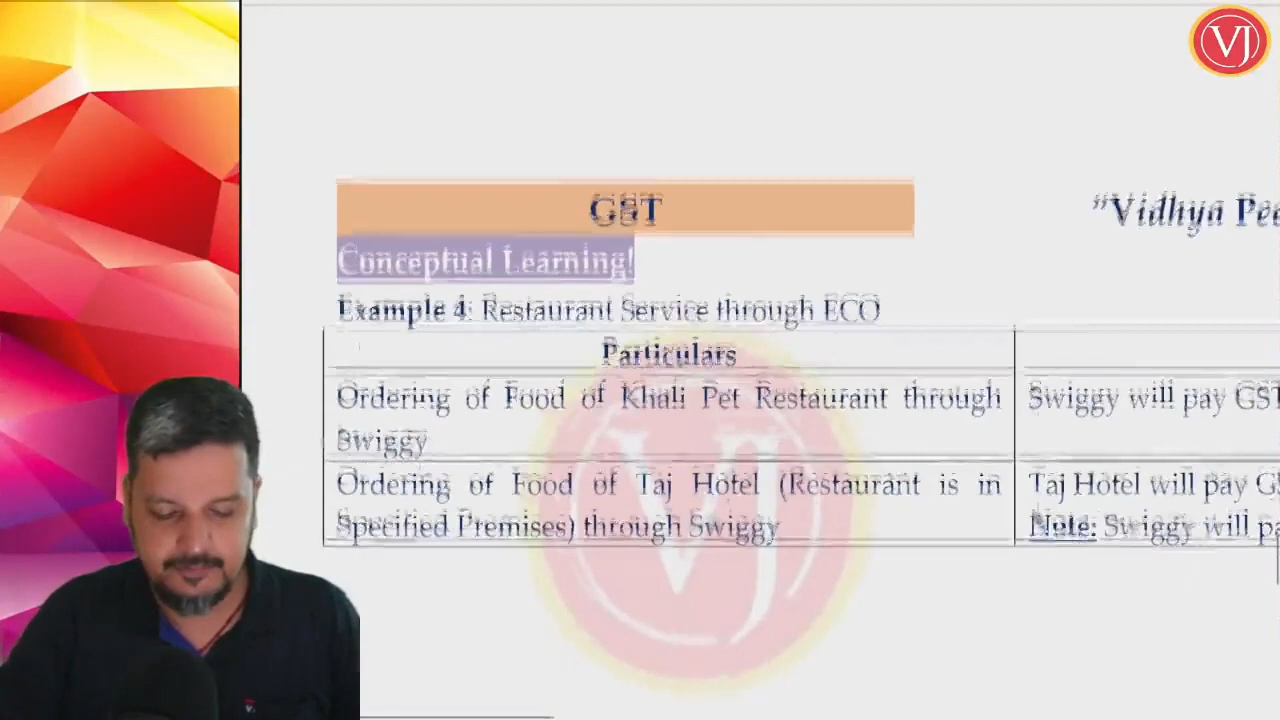 VJ
GST
"Vidhya Pee
Conceptual Learning!
Example 4: Restaurant Service through ECO
Particulars
Ordering of Food of Khali Pet Restaurant through
Swiggy
Swiggy will pay GST
Ordering of Food of Taj Hotel (Restaurant is in
Specified Premises) through Swiggy
Taj Hotel will pay GS
Note: Swiggy will pa
VJ